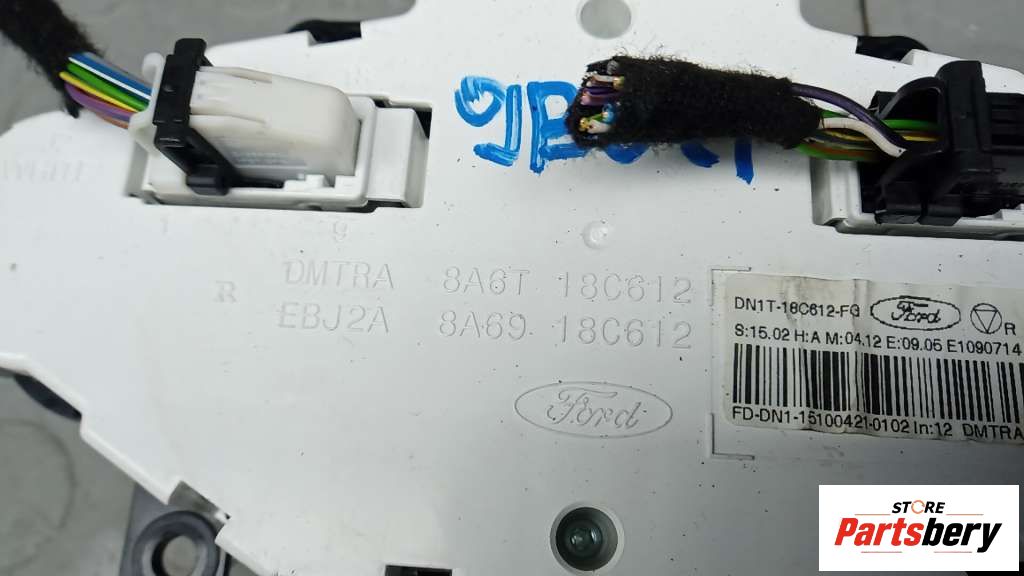 9
DMTRA 8A6T 18C612
R
EBJ2A 8A69 18C612
Ford
DN1T-18C612-FG Ford R
S:15.02 H:A M:04.12 E:09.05 E1090714
FD-DN1-15100421-0102 In:12 DMTRA
STORE
Partsbery